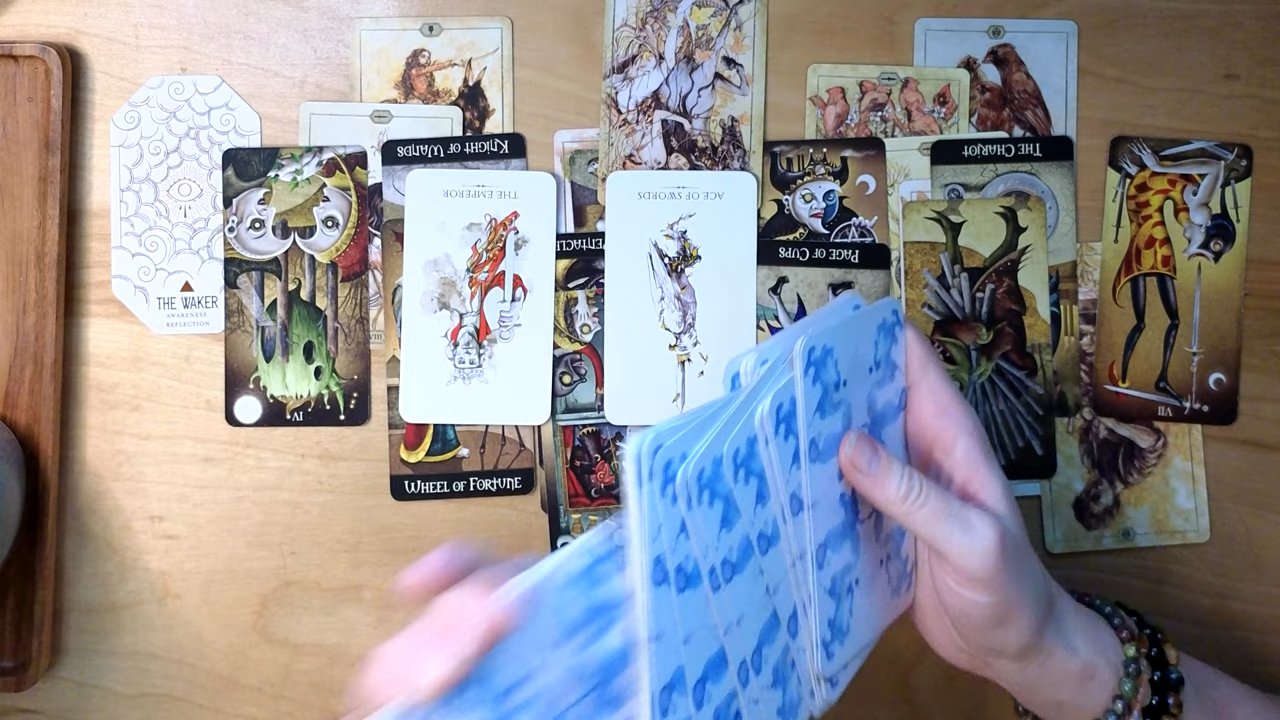 KNIGHT OF WANDS
THE CHARIOT
THE EMPEROR
ACE OF SWORDS
PAGE OF CUPS
THE WAKER
AWARENESS,
REFLECTION
IV
VII
WHEEL OF FORTUNE